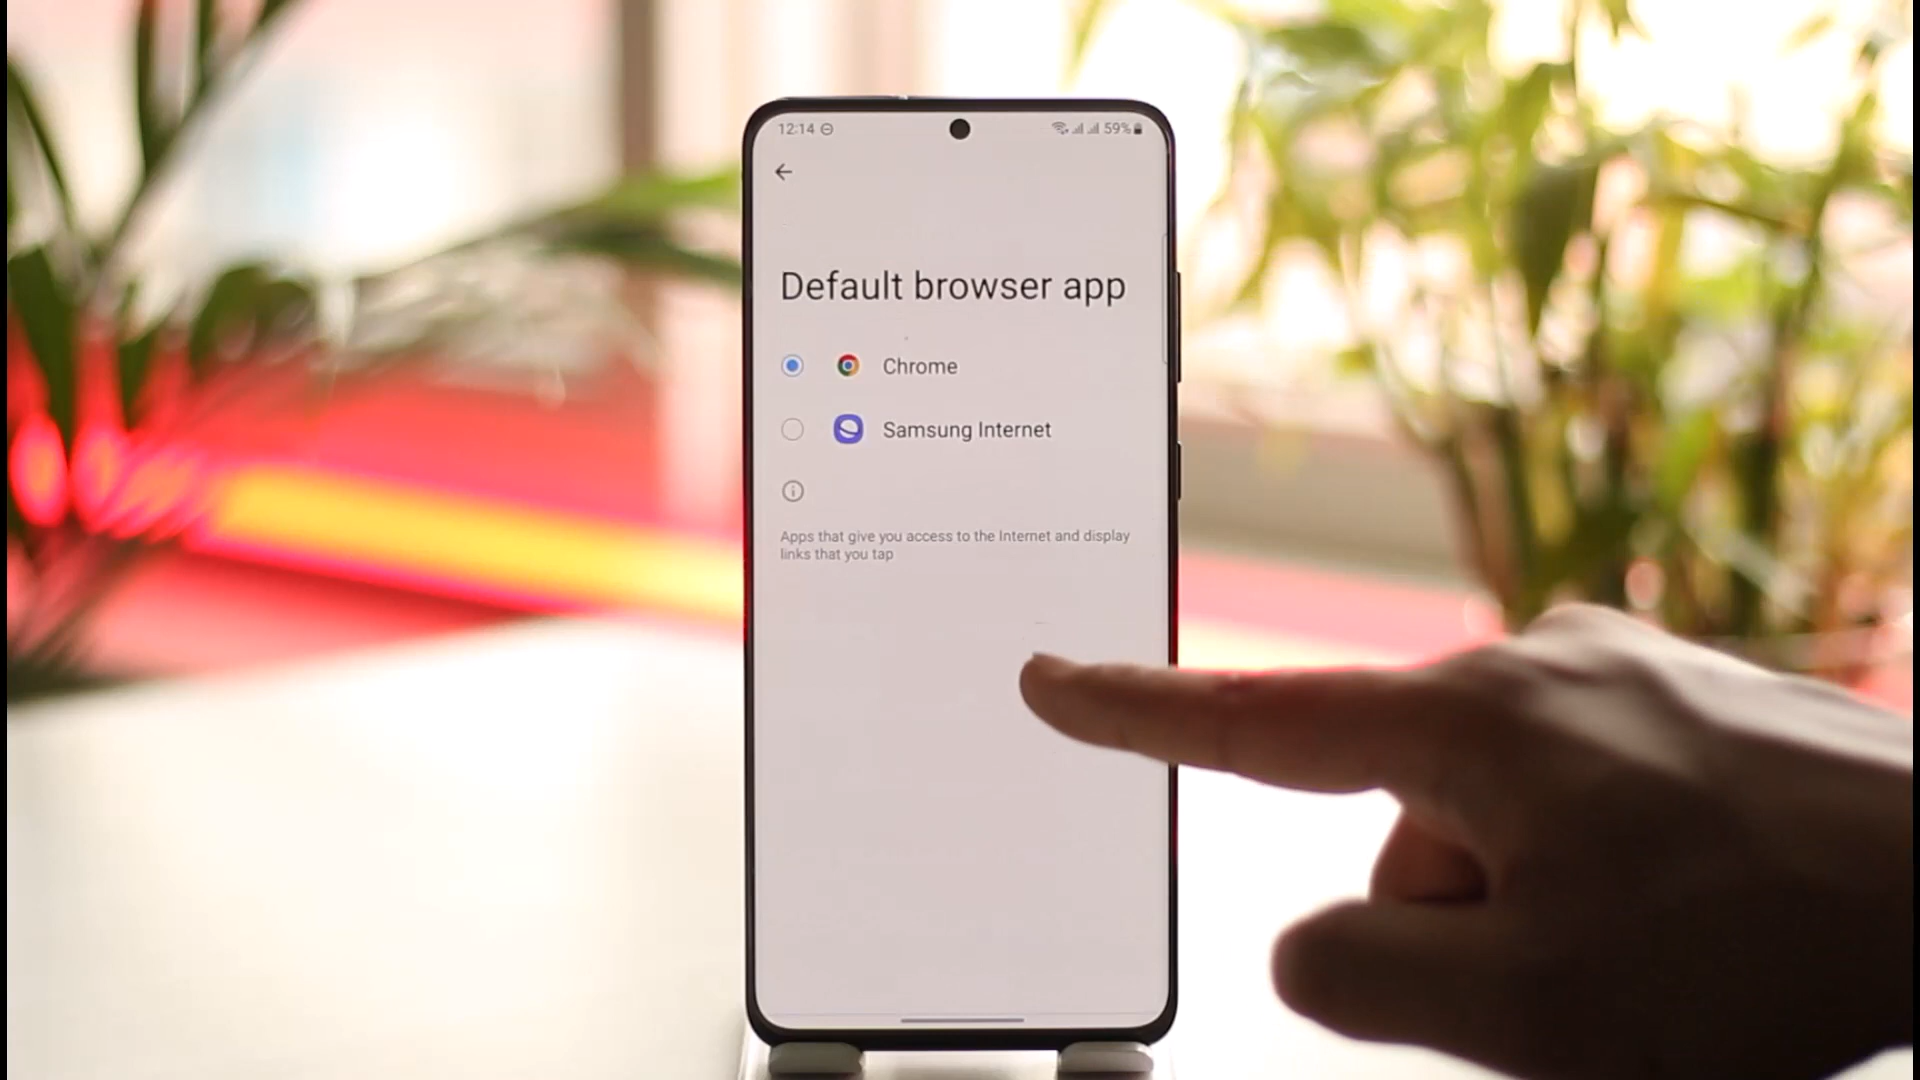 12:14 59%
Default browser app
Chrome
Samsung Internet
Apps that give you access to the Internet and display
links that you tap